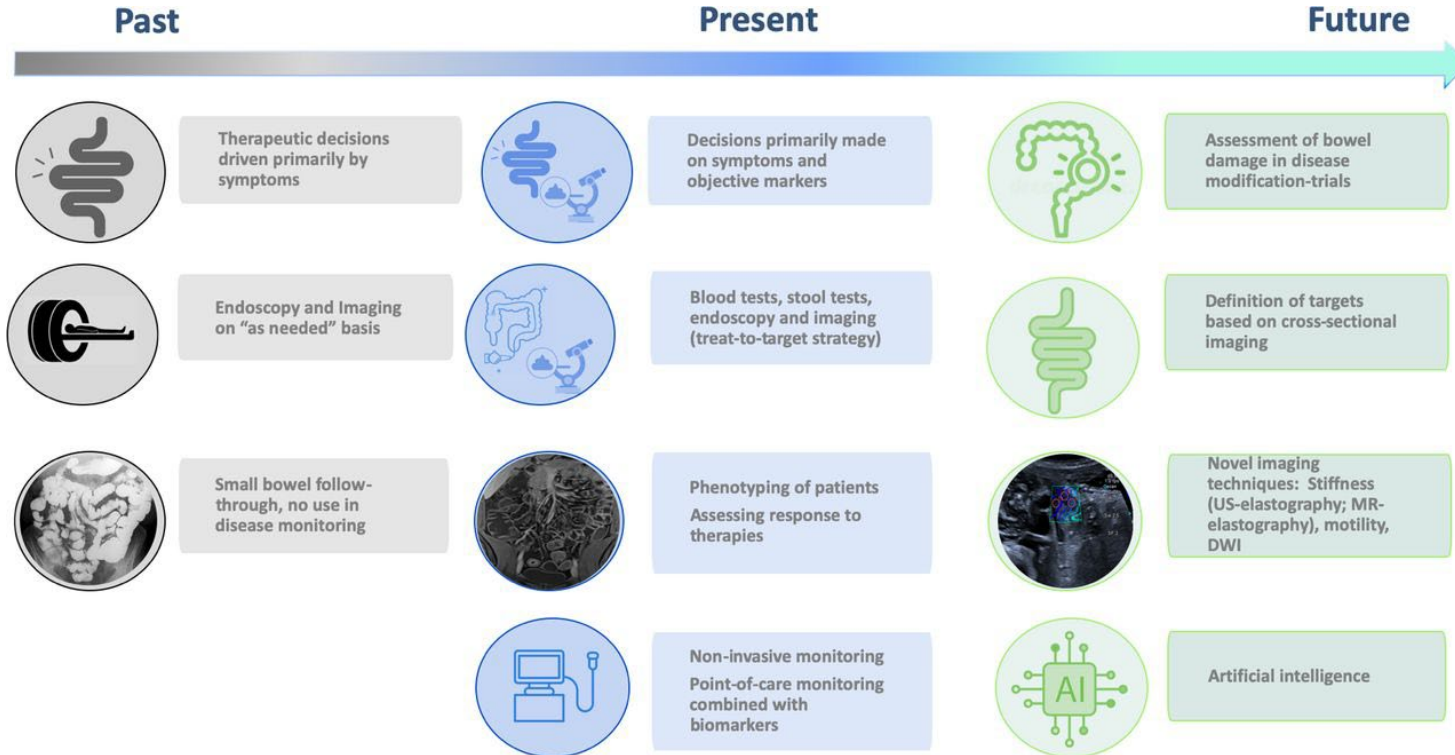 Past
Present
Future
Therapeutic decisions
driven primarily by
symptoms
Decisions primarily made
on symptoms and
objective markers
Assessment of bowel
damage in disease
modification-trials
Endoscopy and Imaging
on “as needed” basis
Blood tests, stool tests,
endoscopy and imaging
(treat-to-target strategy)
Definition of targets
based on cross-sectional
imaging
Small bowel follow-
through, no use in
disease monitoring
Phenotyping of patients
Assessing response to
therapies
Novel imaging
techniques: Stiffness
(US-elastography; MR-
elastography), motility,
DWI
Non-invasive monitoring
Point-of-care monitoring
combined with
biomarkers
AI
Artificial intelligence